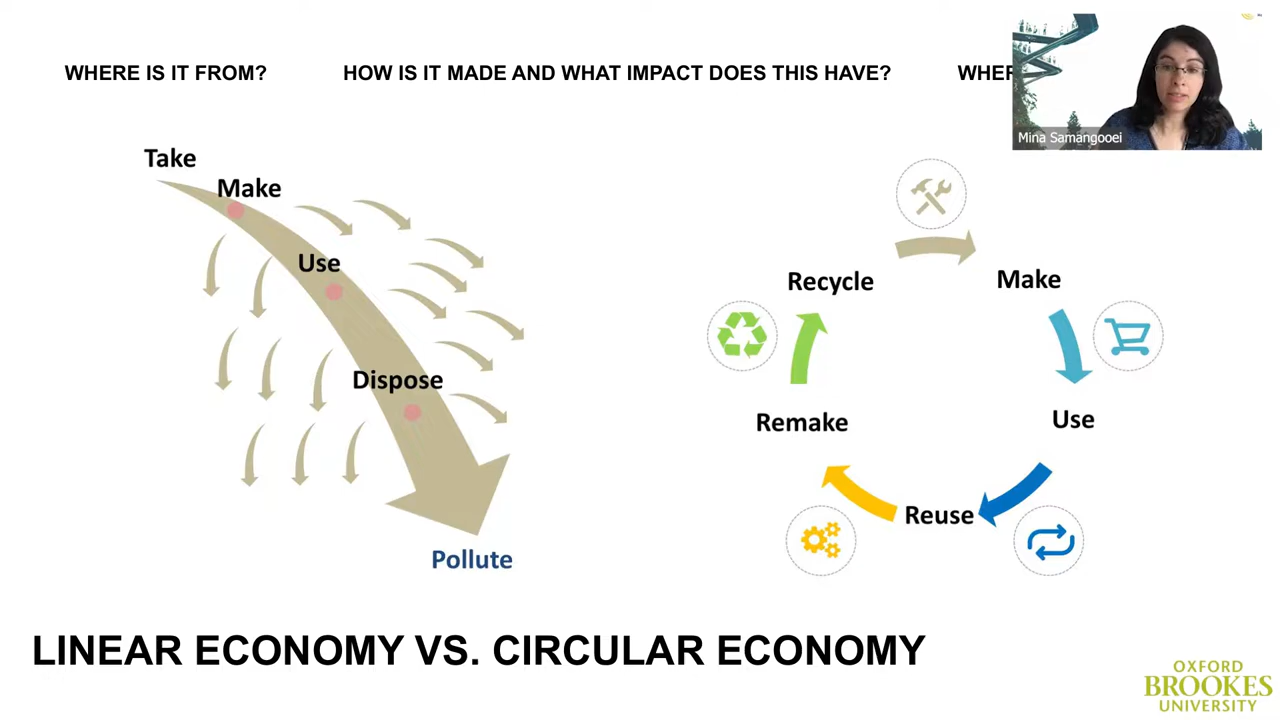 WHERE IS IT FROM?
HOW IS IT MADE AND WHAT IMPACT DOES THIS HAVE?
Mina Samangooei
Take
Make
Use
Dispose
Pollute
Recycle
Make
Remake
Use
Reuse
LINEAR ECONOMY VS. CIRCULAR ECONOMY
OXFORD
BROOKES
UNIVERSITY